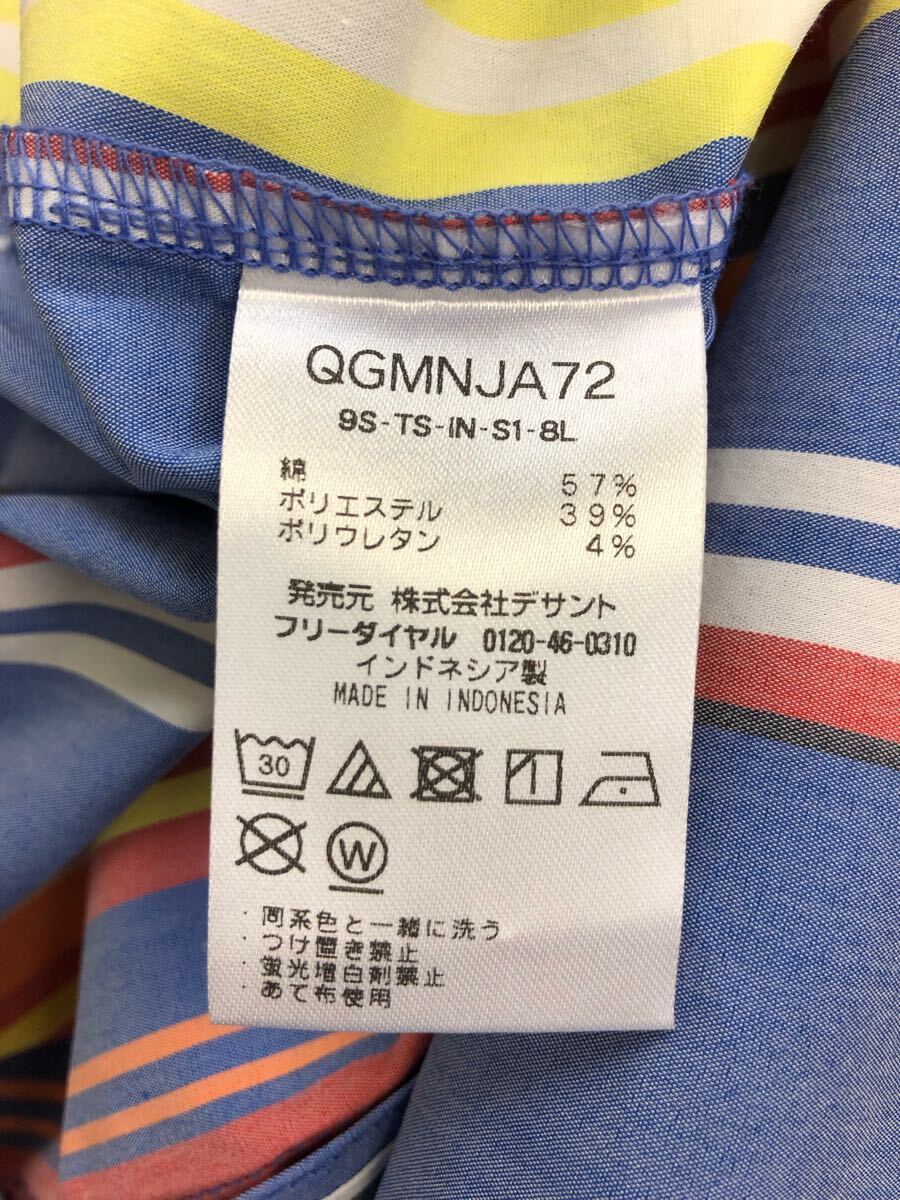 QGMNJA72
9S-TS-IN-S1-8L
綿 57%
ポリエステル 39%
ポリウレタン 4%
発売元 株式会社デサント
フリーダイヤル 0120-46-0310
インドネシア製
MADE IN INDONESIA
30
W
・同系色と一緒に洗う
・つけ置き禁止
・蛍光増白剤禁止
・あて布使用